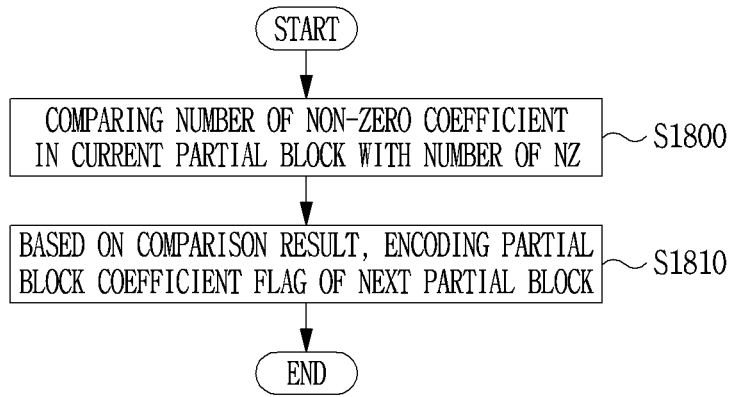 START
COMPARING NUMBER OF NON-ZERO COEFFICIENT
IN CURRENT PARTIAL BLOCK WITH NUMBER OF NZ
S1800
BASED ON COMPARISON RESULT, ENCODING PARTIAL
BLOCK COEFFICIENT FLAG OF NEXT PARTIAL BLOCK
S1810
END